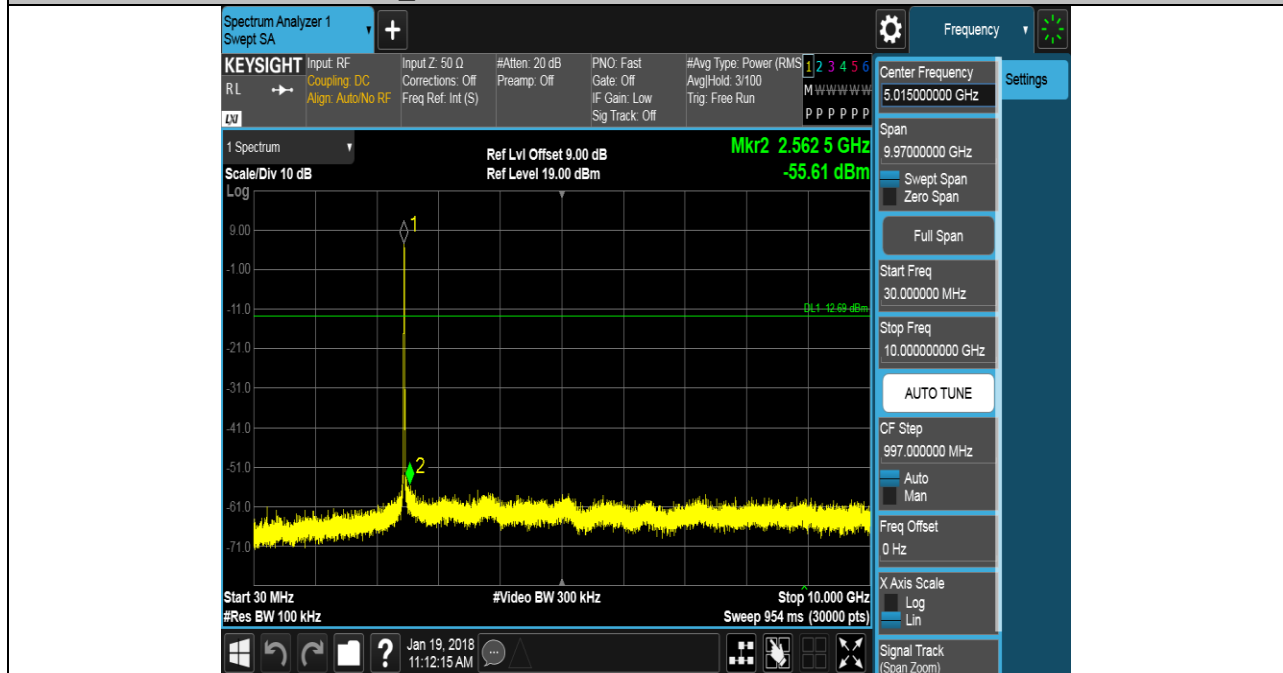 Spectrum Analyzer 1
Swept SA
+
Frequency
KEYSIGHT
RL
LXI
Input: RF
Coupling: DC
Align: Auto/No RF
Input Z: 50 Ω
Corrections: Off
Freq Ref: Int (S)
#Atten: 20 dB
Preamp: Off
PNO: Fast
Gate: Off
IF Gain: Low
Sig Track: Off
#Avg Type: Power (RMS
Avg|Hold: 3/100
Trig: Free Run
1 2 3 4 5 6
M W W W W W
P P P P P P
Center Frequency
5.015000000 GHz
Settings
1 Spectrum
Scale/Div 10 dB
Ref Lvl Offset 9.00 dB
Ref Level 19.00 dBm
Mkr2 2.562 5 GHz
-55.61 dBm
Log
9.00
-1.00
-11.0
-21.0
-31.0
-41.0
-51.0
-61.0
-71.0
1
DL1 -12.69 dBm
2
Start 30 MHz
#Res BW 100 kHz
#Video BW 300 kHz
Stop 10.000 GHz
Sweep 954 ms (30000 pts)
Span
9.97000000 GHz
Swept Span
Zero Span
Full Span
Start Freq
30.000000 MHz
Stop Freq
10.000000000 GHz
AUTO TUNE
CF Step
997.000000 MHz
Auto
Man
Freq Offset
0 Hz
X Axis Scale
Log
Lin
Signal Track
(Span Zoom)
?
Jan 19, 2018
11:12:15 AM